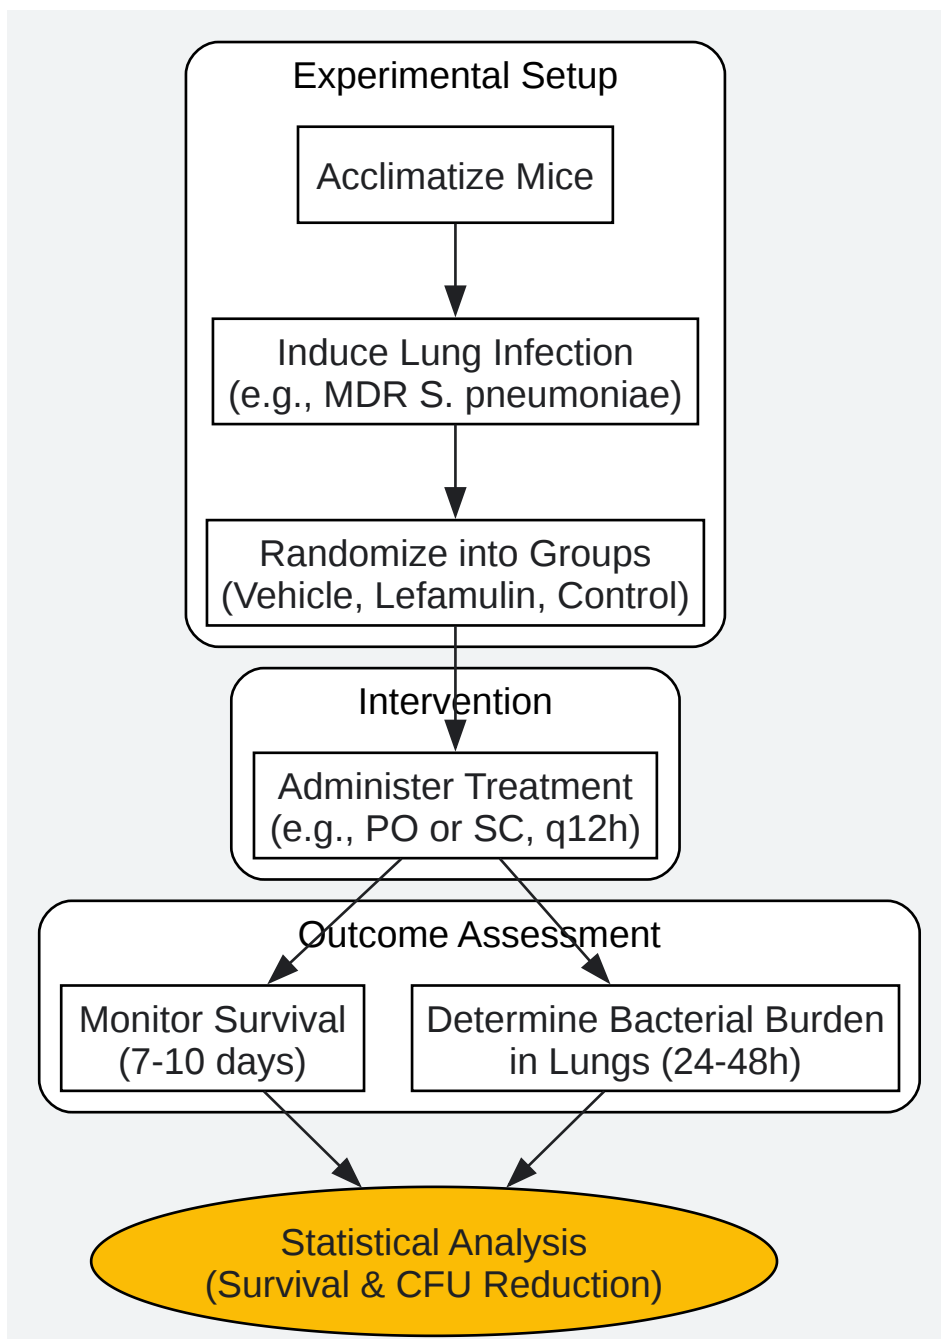 Experimental Setup
Acclimatize Mice
Induce Lung Infection
(e.g., MDR S. pneumoniae)
Randomize into Groups
(Vehicle, Lefamulin, Control)
Intervention
Administer Treatment
(e.g., PO or SC, q12h)
Outcome Assessment
Monitor Survival
(7-10 days)
Determine Bacterial Burden
in Lungs (24-48h)
Statistical Analysis
(Survival & CFU Reduction)